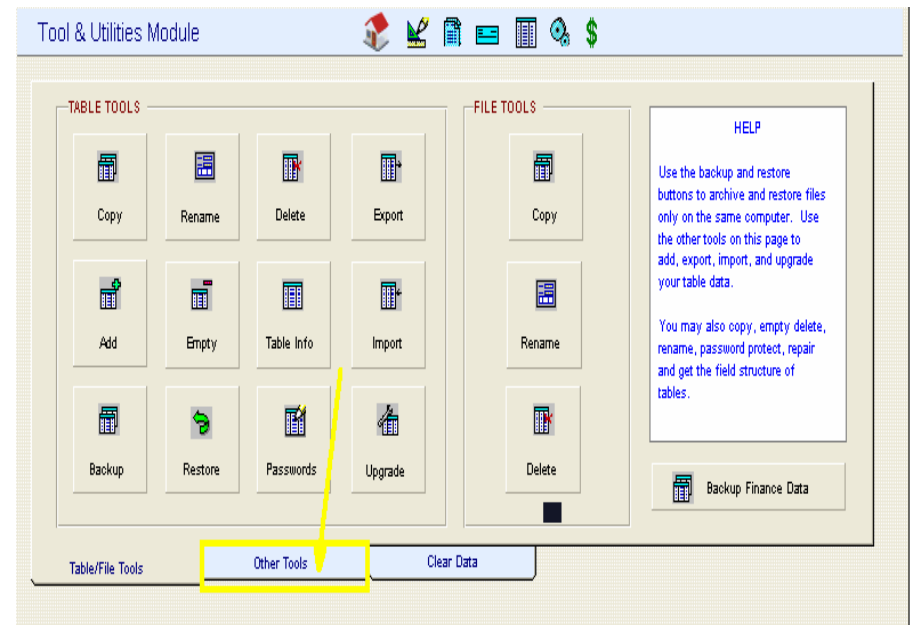 Tool & Utilities Module
TABLE TOOLS
Copy
Rename
Delete
Export
Add
Empty
Table Info
Import
Backup
Restore
Passwords
Upgrade
FILE TOOLS
Copy
Rename
Delete
HELP
Use the backup and restore
buttons to archive and restore files
only on the same computer. Use
the other tools on this page to
add, export, import, and upgrade
your table data.
You may also copy, empty delete,
rename, password protect, repair
and get the field structure of
tables.
Backup Finance Data
Table/File Tools
Other Tools
Clear Data